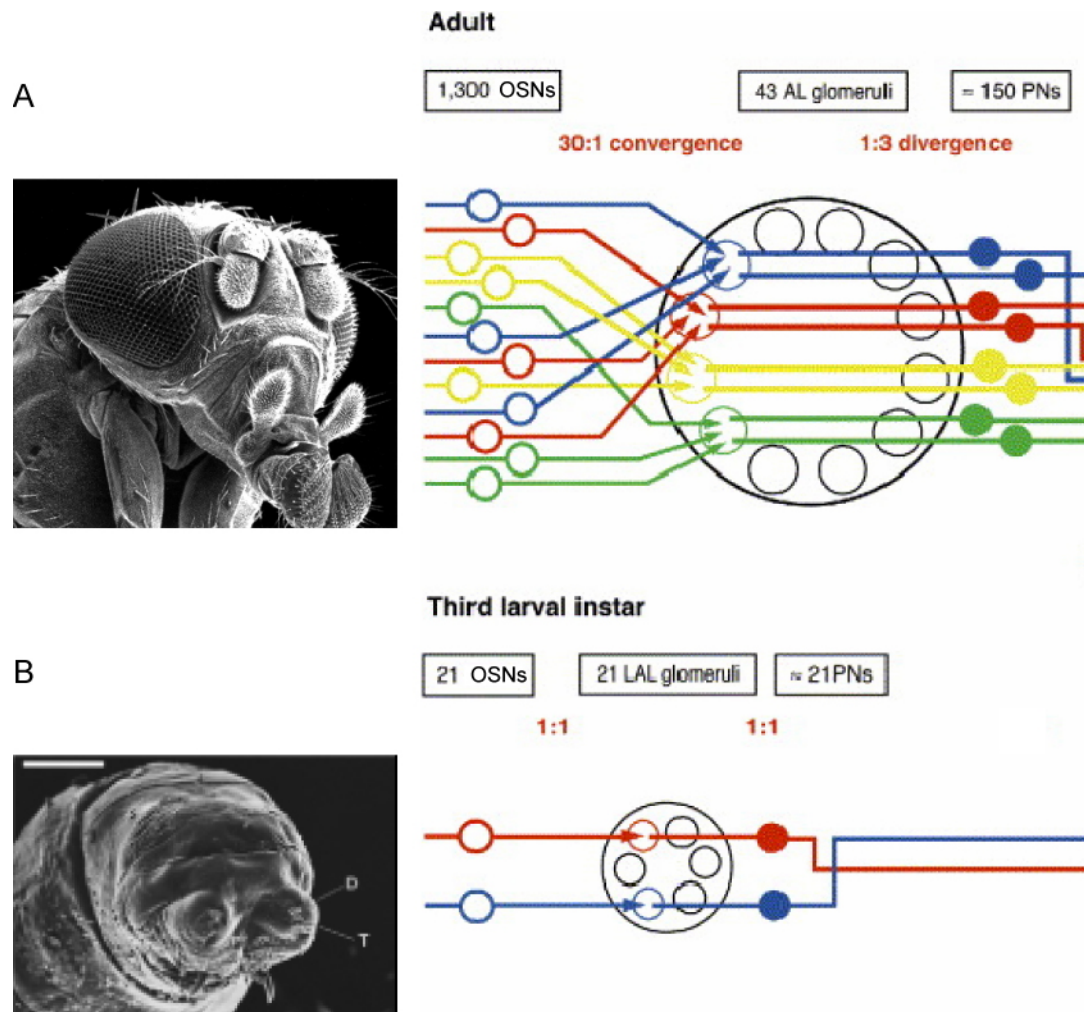 Adult
A
1,300 OSNs
43 AL glomeruli
= 150 PNs
30:1 convergence
1:3 divergence
Third larval instar
B
21 OSNs
21 LAL glomeruli
≈ 21PNs
1:1
1:1
D
T